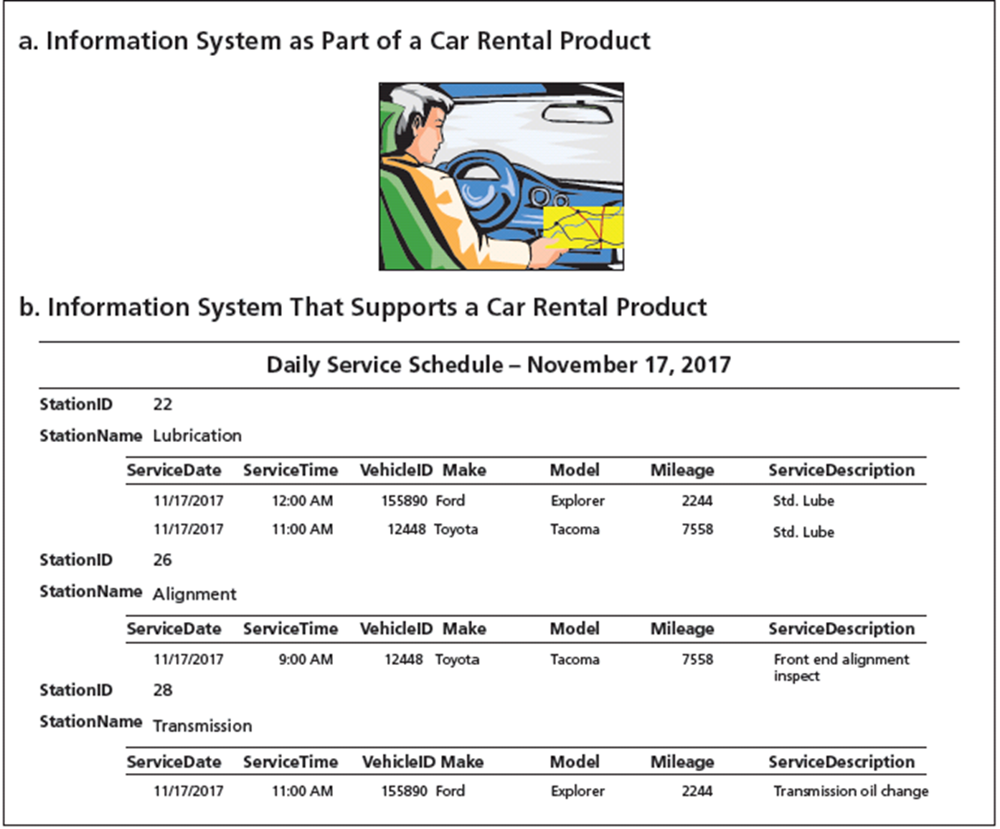 a. Information System as Part of a Car Rental Product
b. Information System That Supports a Car Rental Product
Daily Service Schedule – November 17, 2017
StationID 22
StationName Lubrication
ServiceDate ServiceTime VehicleID Make Model Mileage ServiceDescription
11/17/2017 12:00 AM 155890 Ford Explorer 2244 Std. Lube
11/17/2017 11:00 AM 12448 Toyota Tacoma 7558 Std. Lube
StationID 26
StationName Alignment
ServiceDate ServiceTime VehicleID Make Model Mileage ServiceDescription
11/17/2017 9:00 AM 12448 Toyota Tacoma 7558 Front end alignment
inspect
StationID 28
StationName Transmission
ServiceDate ServiceTime VehicleID Make Model Mileage ServiceDescription
11/17/2017 11:00 AM 155890 Ford Explorer 2244 Transmission oil change